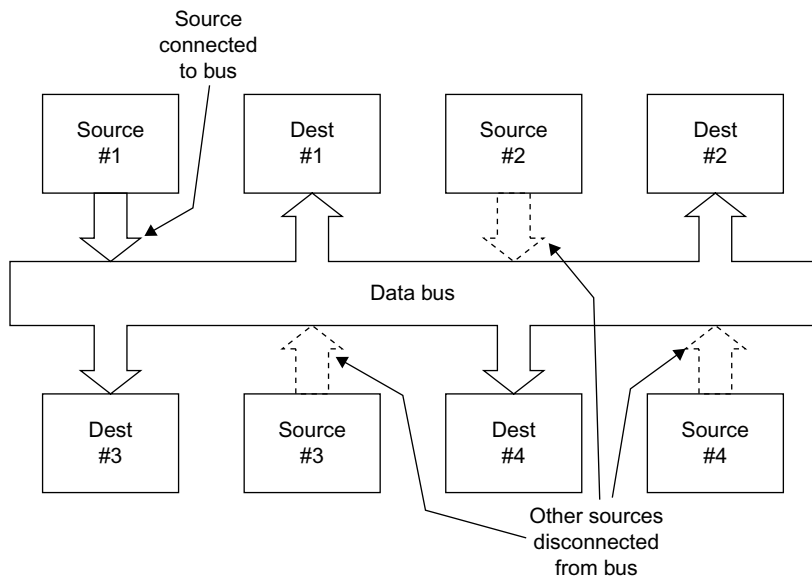 Source
connected
to bus
Source
#1
Dest
#1
Source
#2
Dest
#2
Data bus
Dest
#3
Source
#3
Dest
#4
Source
#4
Other sources
disconnected
from bus